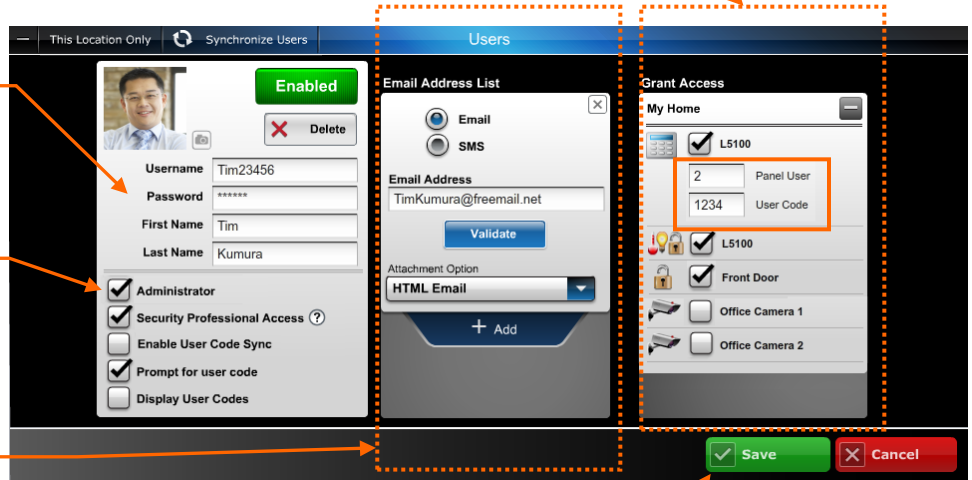 This Location Only
Synchronize Users
Users
Enabled
Delete
Username Tim23456
Password ******
First Name Tim
Last Name Kumura
Administrator
Security Professional Access ?
Enable User Code Sync
Prompt for user code
Display User Codes
Email Address List
Email
SMS
Email Address
TimKumura@freemail.net
Validate
Attachment Option
HTML Email
+ Add
Grant Access
My Home
L5100
2 Panel User
1234 User Code
L5100
Front Door
Office Camera 1
Office Camera 2
Save
Cancel